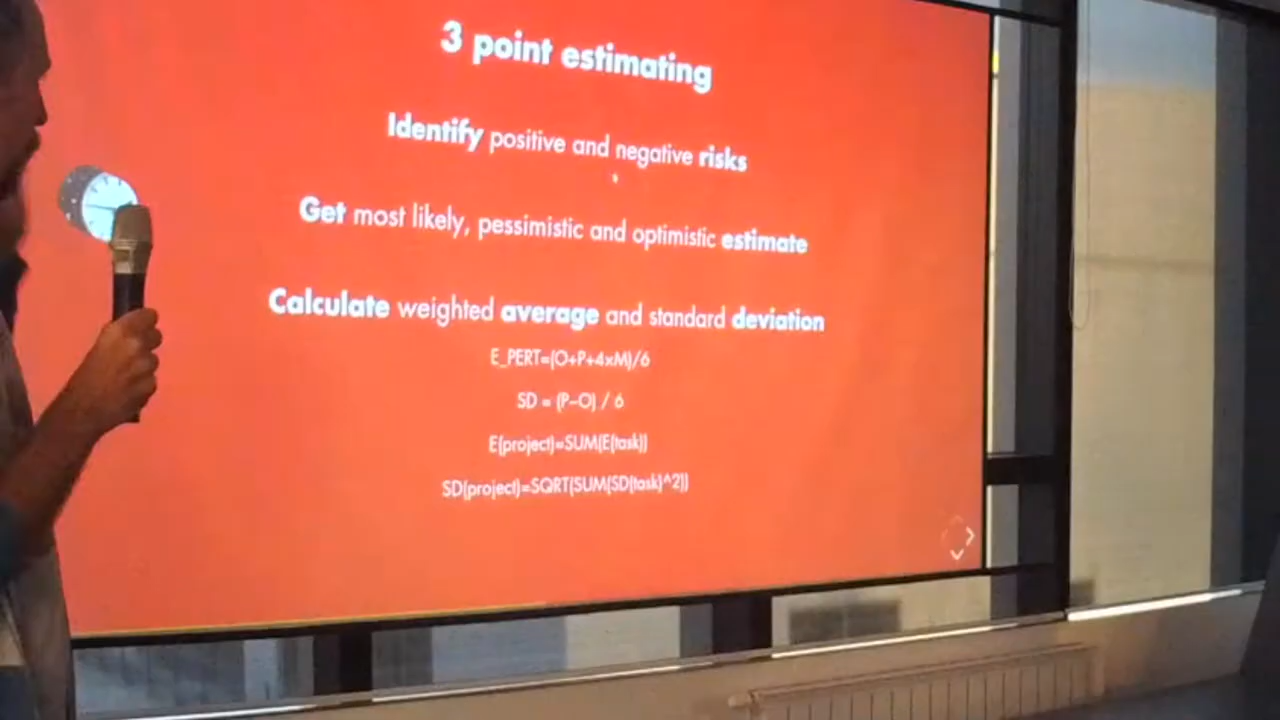 3 point estimating
Identify positive and negative risks
Get most likely, pessimistic and optimistic estimate
Calculate weighted average and standard deviation
E_PERT=(O+P+4xM)/6
SD = (P-O) / 6
E(project)=SUM(E(task))
SD(project)=SQRT(SUM(SD(task)^2))